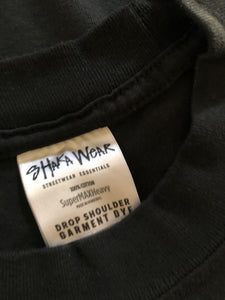 SHAKA WEAR
STREETWEAR ESSENTIALS
100% COTTON
SuperMAXHeavy
DROP SHOULDER
GARMENT DYE